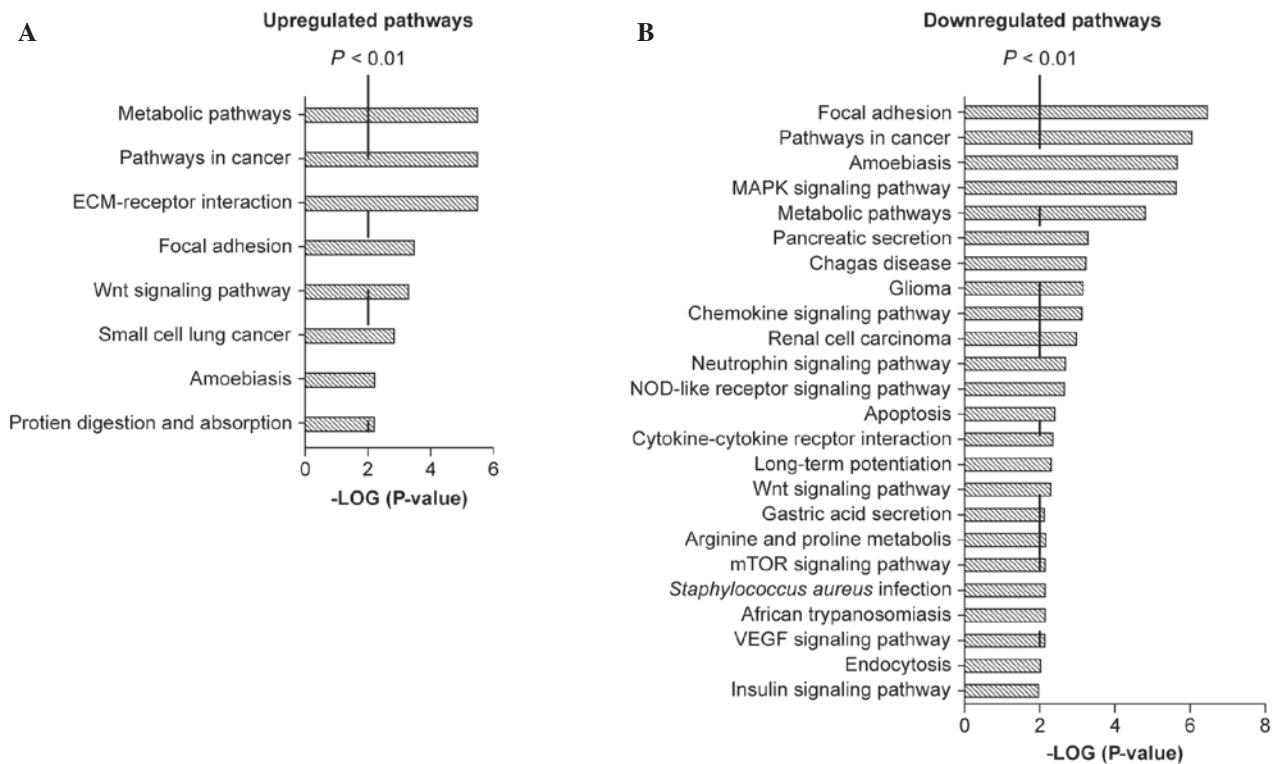 A
Upregulated pathways
P < 0.01
Metabolic pathways
Pathways in cancer
ECM-receptor interaction
Focal adhesion
Wnt signaling pathway
Small cell lung cancer
Amoebiasis
Protien digestion and absorption
0 2 4 6
-LOG (P-value)
B
Downregulated pathways
P < 0.01
Focal adhesion
Pathways in cancer
Amoebiasis
MAPK signaling pathway
Metabolic pathways
Pancreatic secretion
Chagas disease
Glioma
Chemokine signaling pathway
Renal cell carcinoma
Neutrophin signaling pathway
NOD-like receptor signaling pathway
Apoptosis
Cytokine-cytokine recptor interaction
Long-term potentiation
Wnt signaling pathway
Gastric acid secretion
Arginine and proline metabolis
mTOR signaling pathway
Staphylococcus aureus infection
African trypanosomiasis
VEGF signaling pathway
Endocytosis
Insulin signaling pathway
0 2 4 6 8
-LOG (P-value)